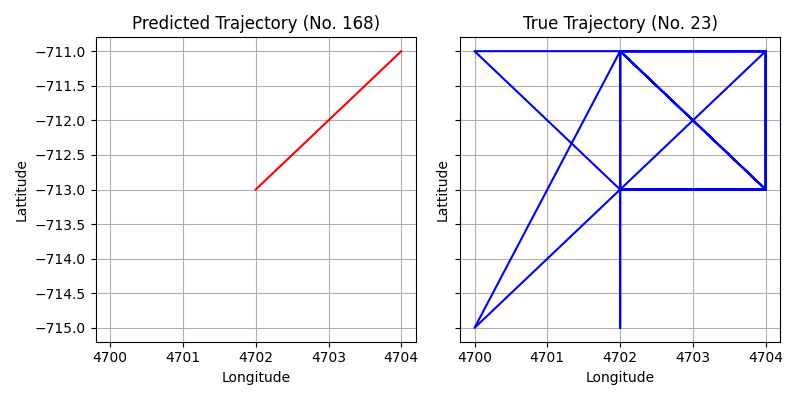 Predicted Trajectory (No. 168)
True Trajectory (No. 23)
Lattitude
−711.0
−711.5
−712.0
−712.5
−713.0
−713.5
−714.0
−714.5
−715.0
4700 4701 4702 4703 4704
Longitude
Lattitude
4700 4701 4702 4703 4704
Longitude